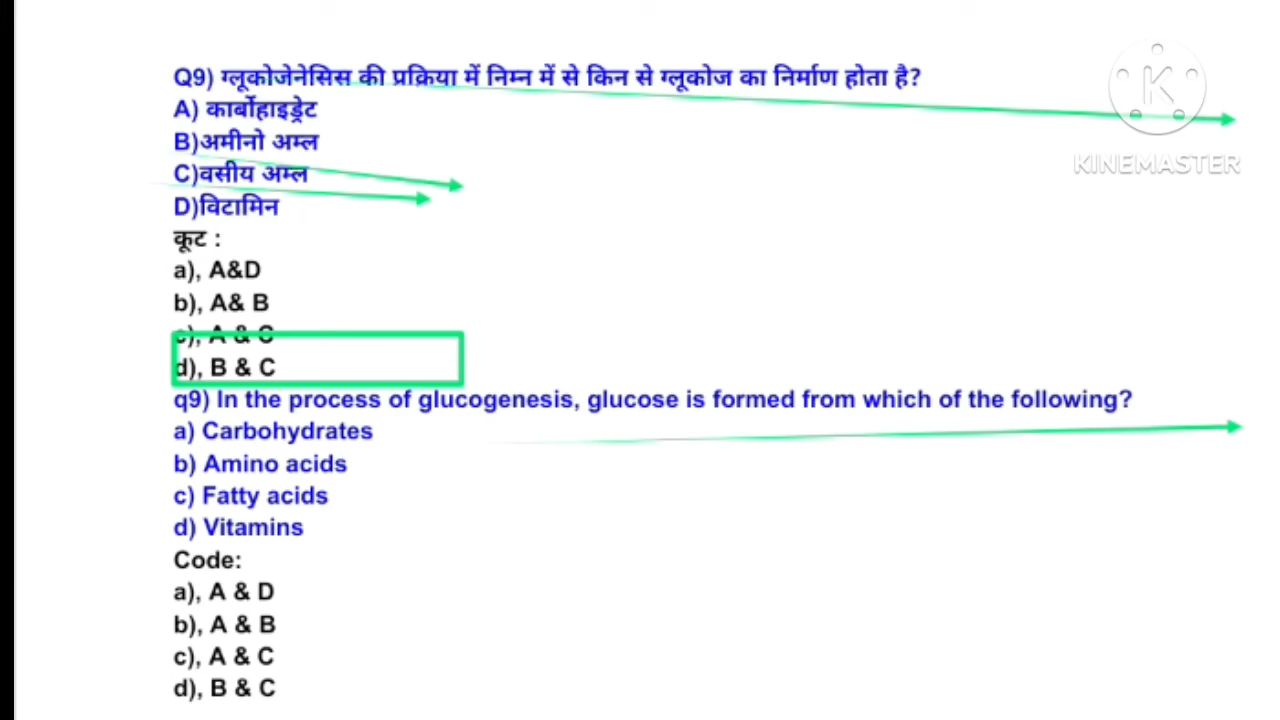 Q9) ग्लूकोजेनेसिस की प्रक्रिया में निम्न में से किन से ग्लूकोज का निर्माण होता है?
A) कार्बोहाइड्रेट
B)अमीनो अम्ल
C)वसीय अम्ल
D)विटामिन
कूट :
a), A&D
b), A& B
c), A & C
d), B & C
q9) In the process of glucogenesis, glucose is formed from which of the following?
a) Carbohydrates
b) Amino acids
c) Fatty acids
d) Vitamins
Code:
a), A & D
b), A & B
c), A & C
d), B & C
K
KINEMASTER